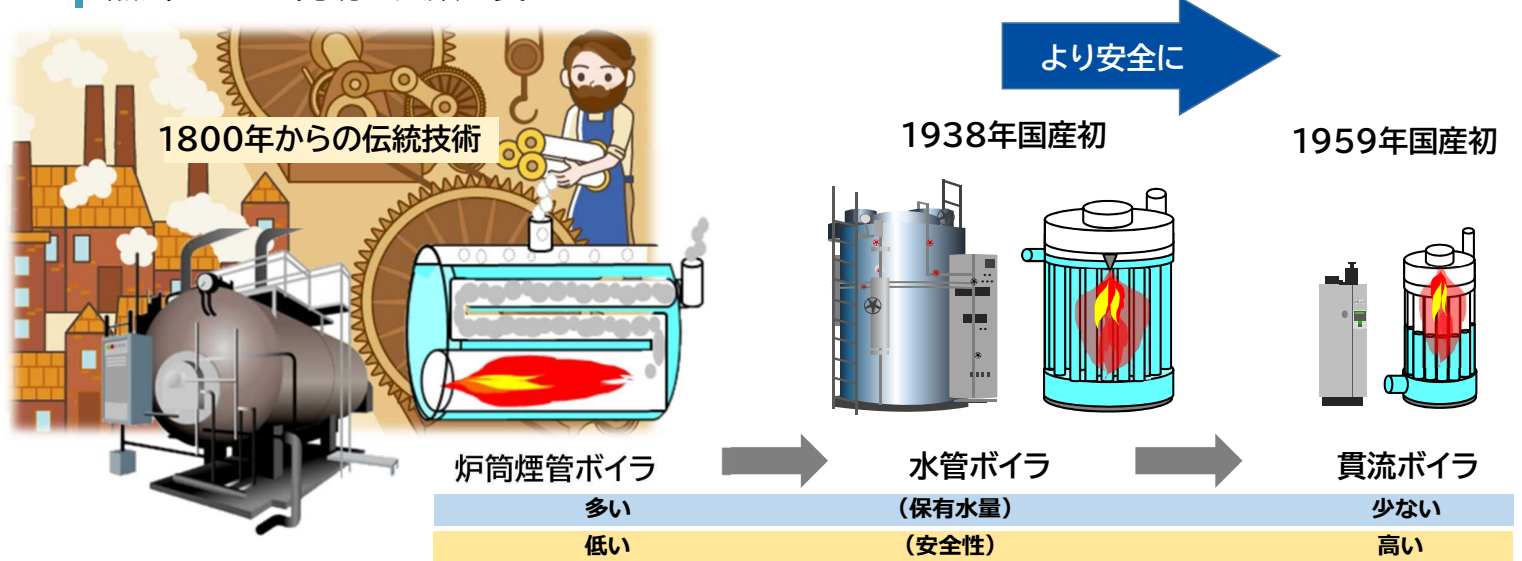 より安全に
1800年からの伝統技術
1938年国産初
1959年国産初
炉筒煙管ボイラ
水管ボイラ
貫流ボイラ
多い
（保有水量）
少ない
低い
（安全性）
高い